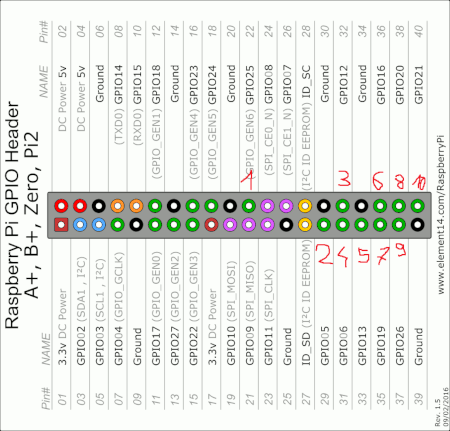 Raspberry Pi GPIO Header
A+, B+, Zero, Pi2
Pin# NAME NAME Pin#
01 3.3v DC Power DC Power 5v 02
03 GPIO02 (SDA1 , I²C) DC Power 5v 04
05 GPIO03 (SCL1 , I²C) Ground 06
07 GPIO04 (GPIO_GCLK) (TXD0) GPIO14 08
09 Ground (RXD0) GPIO15 10
11 GPIO17 (GPIO_GEN0) (GPIO_GEN1) GPIO18 12
13 GPIO27 (GPIO_GEN2) Ground 14
15 GPIO22 (GPIO_GEN3) (GPIO_GEN4) GPIO23 16
17 3.3v DC Power (GPIO_GEN5) GPIO24 18
19 GPIO10 (SPI_MOSI) Ground 20
21 GPIO09 (SPI_MISO) (GPIO_GEN6) GPIO25 22
23 GPIO11 (SPI_CLK) (SPI_CE0_N) GPIO08 24
25 Ground (SPI_CE1_N) GPIO07 26
27 ID_SD (I²C ID EEPROM) (I²C ID EEPROM) ID_SC 28
29 GPIO05 Ground 30
31 GPIO06 GPIO12 32
33 GPIO13 Ground 34
35 GPIO19 GPIO16 36
37 GPIO26 GPIO20 38
39 Ground GPIO21 40
Rev. 1.5
09/02/2016
www.element14.com/RaspberryPi
1 3 6 8 10
2 4 5 7 9